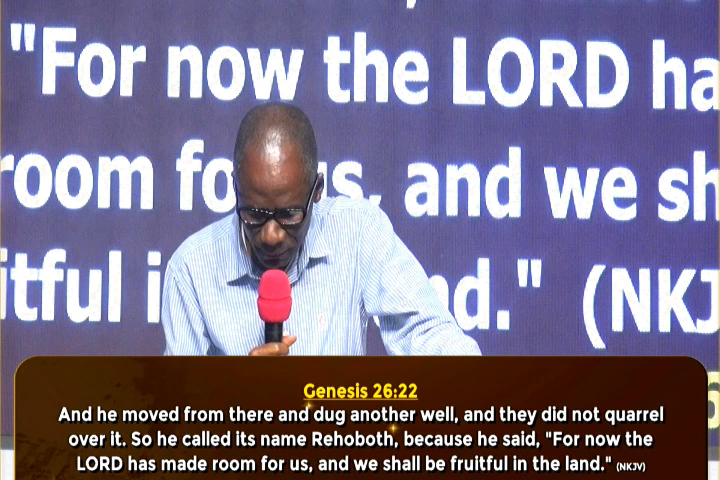 "For now the LORD ha
room fo us, and we sh
itful i nd." (NKJ
Genesis 26:22
And he moved from there and dug another well, and they did not quarrel
over it. So he called its name Rehoboth, because he said, "For now the
LORD has made room for us, and we shall be fruitful in the land." (NKJV)